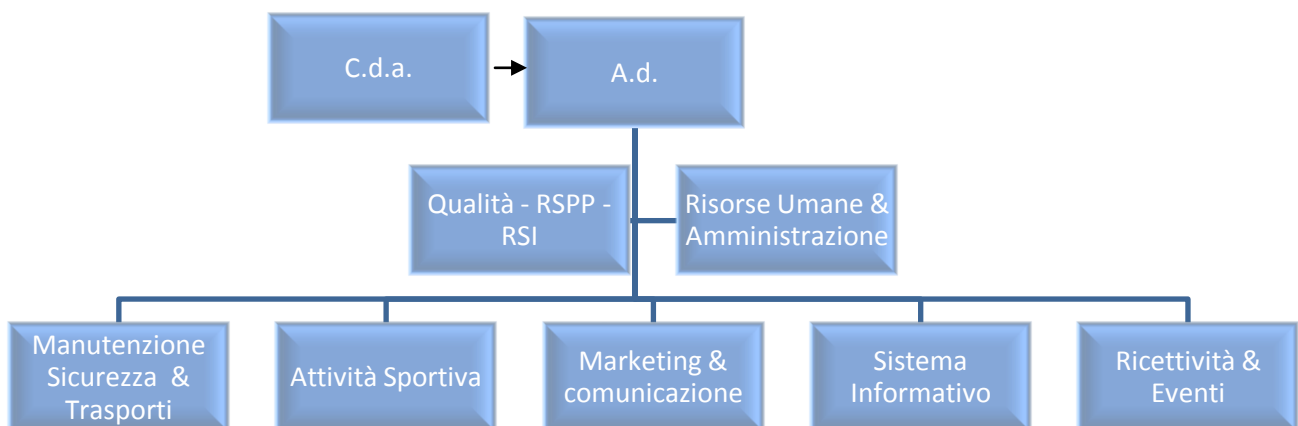 C.d.a.
A.d.
Qualità - RSPP -
RSI
Risorse Umane &
Amministrazione
Manutenzione
Sicurezza &
Trasporti
Attività Sportiva
Marketing &
comunicazione
Sistema
Informativo
Ricettività &
Eventi